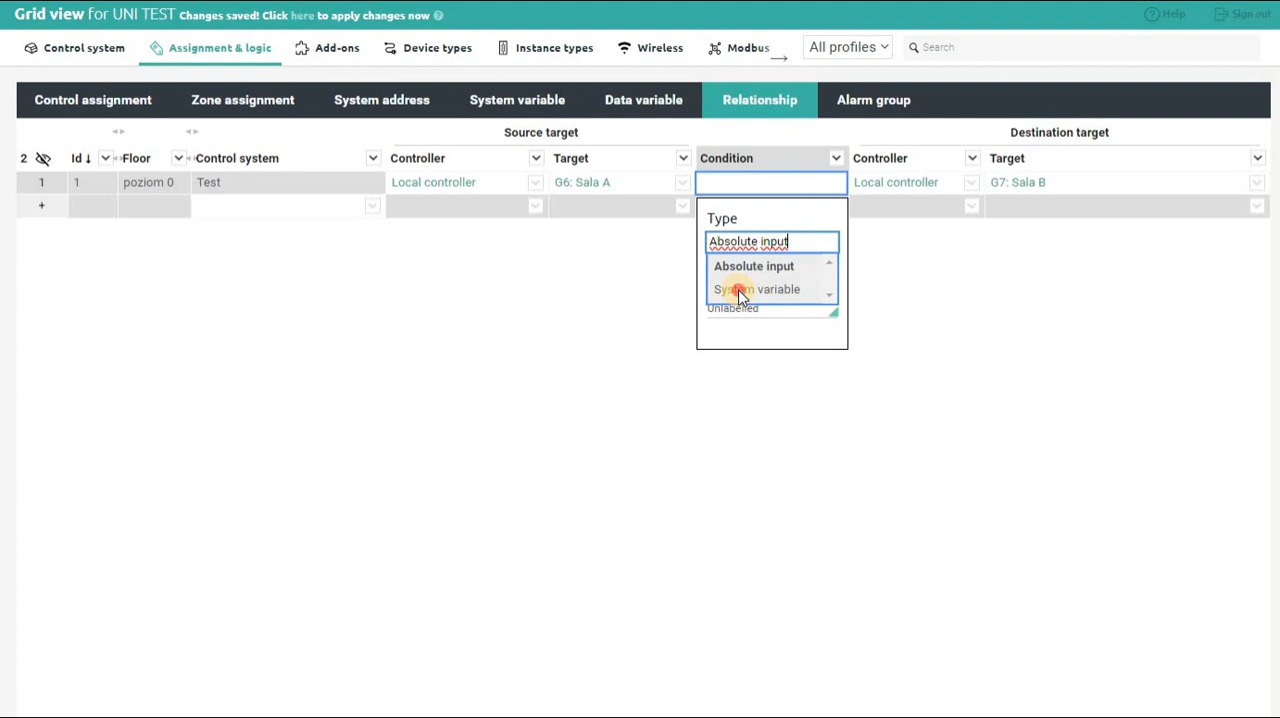 Grid view for UNI TEST Changes saved! Click here to apply changes now ?
? Help Sign out
Control system Assignment & logic Add-ons Device types Instance types Wireless Modbus All profiles Search
Control assignment Zone assignment System address System variable Data variable Relationship Alarm group
Source target Destination target
2 Id ↓ Floor Control system Controller Target Condition Controller Target
1 1 poziom 0 Test Local controller G6: Sala A Local controller G7: Sala B
+
Type
Absolute input
Absolute input
System variable
Unlabelled